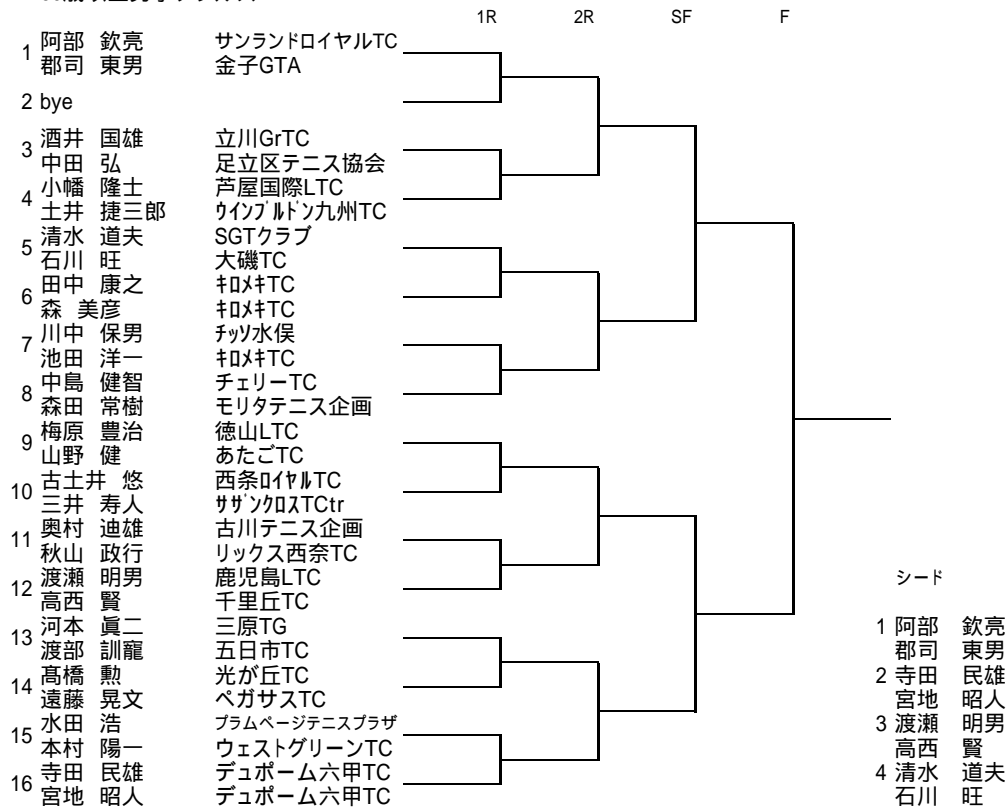 1R 2R SF F
1 阿部 欽亮 サンランドロイヤルTC
郡司 東男 金子GTA
2 bye
3 酒井 国雄 立川GrTC
中田 弘 足立区テニス協会
4 小幡 隆士 芦屋国際LTC
土井 捷三郎 ウインブルドン九州TC
5 清水 道夫 SGTクラブ
石川 旺 大磯TC
6 田中 康之 キロメキTC
森 美彦 キロメキTC
7 川中 保男 チッソ水俣
池田 洋一 キロメキTC
8 中島 健智 チェリーTC
森田 常樹 モリタテニス企画
9 梅原 豊治 徳山LTC
山野 健 あたごTC
10 古土井 悠 西条ロイヤルTC
三井 寿人 サザンクロスTCtr
11 奥村 迪雄 古川テニス企画
秋山 政行 リックス西奈TC
12 渡瀬 明男 鹿児島LTC
高西 賢 千里丘TC
13 河本 眞二 三原TG
渡部 訓龍 五日市TC
14 髙橋 勲 光が丘TC
遠藤 晃文 ペガサスTC
15 水田 浩 プラムページテニスプラザ
本村 陽一 ウェストグリーンTC
16 寺田 民雄 デュポーム六甲TC
宮地 昭人 デュポーム六甲TC
シード
1 阿部 欽亮
郡司 東男
2 寺田 民雄
宮地 昭人
3 渡瀬 明男
高西 賢
4 清水 道夫
石川 旺